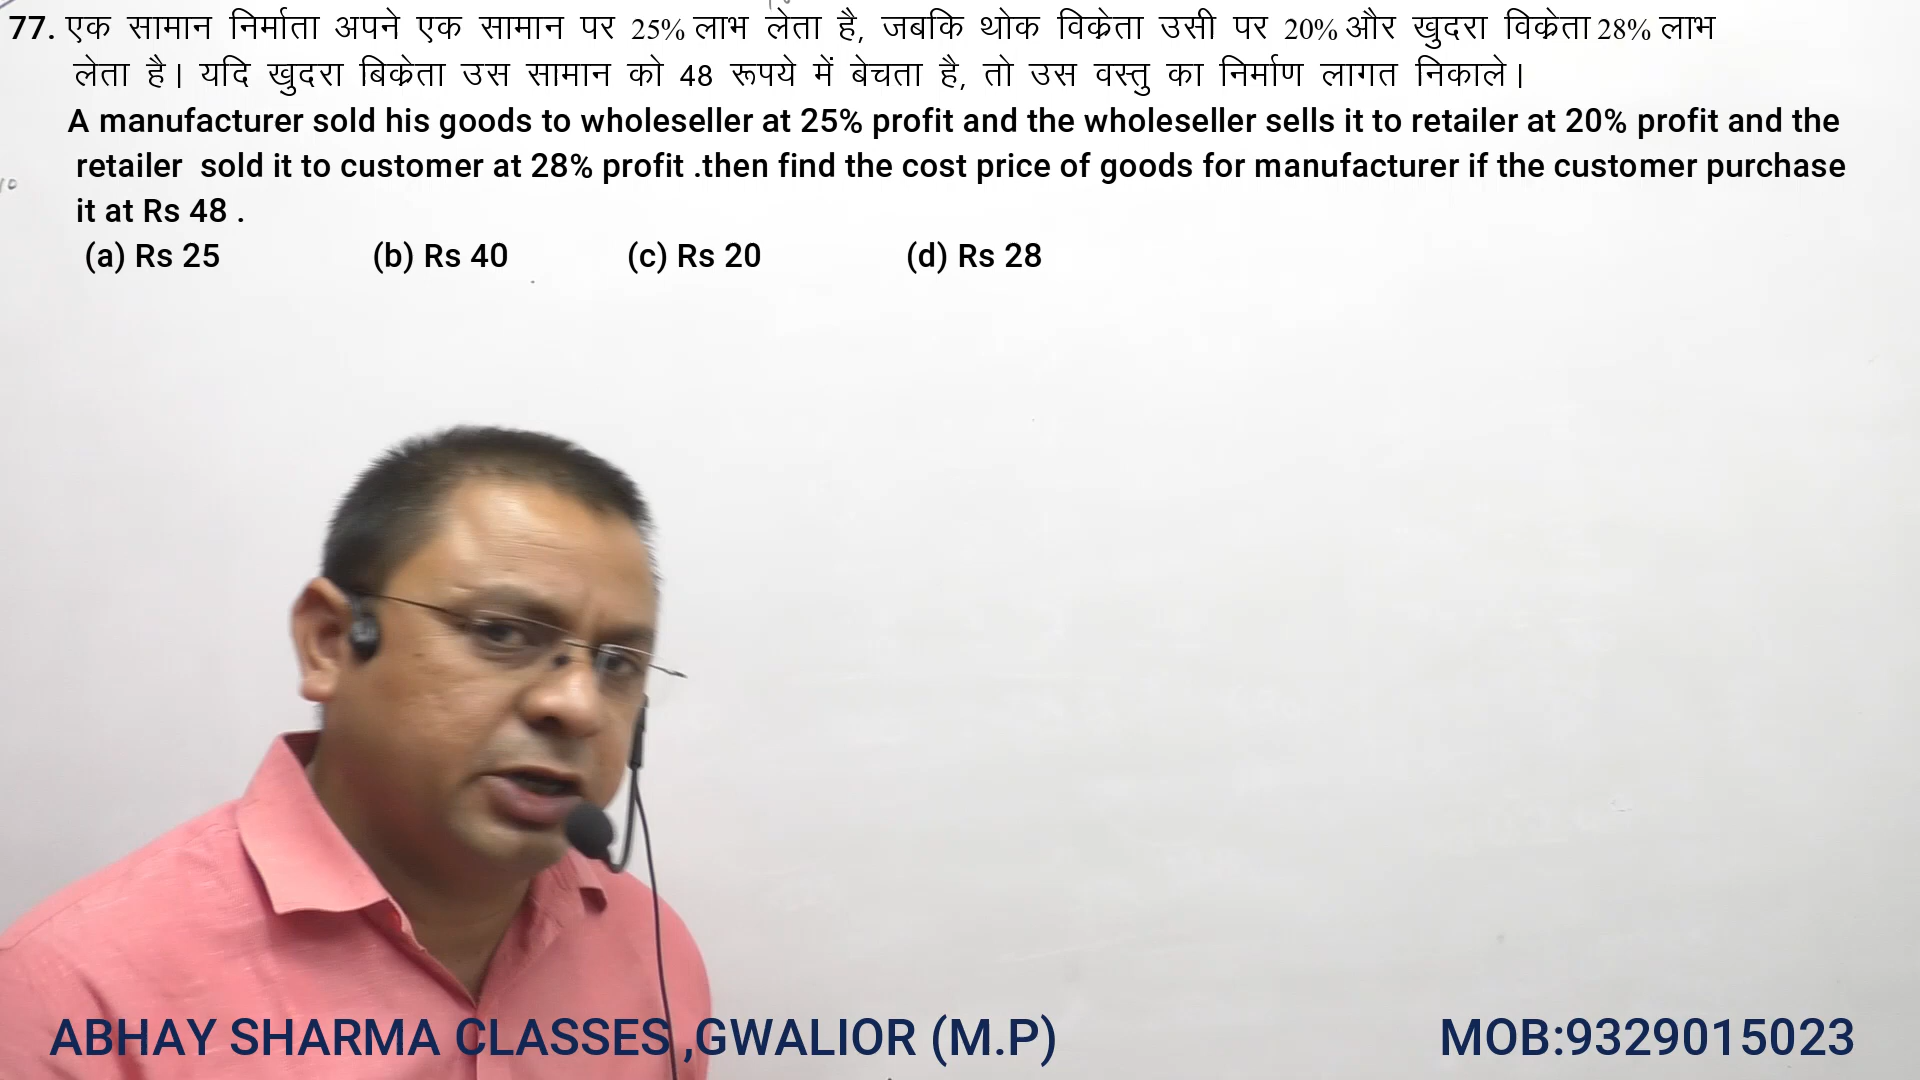 77. एक सामान निर्माता अपने एक सामान पर 25% लाभ लेता है, जबकि थोक विक्रेता उसी पर 20% और खुदरा विक्रेता 28% लाभ
लेता है। यदि खुदरा बिक्रेता उस सामान को 48 रूपये में बेचता है, तो उस वस्तु का निर्माण लागत निकाले।
A manufacturer sold his goods to wholeseller at 25% profit and the wholeseller sells it to retailer at 20% profit and the
retailer sold it to customer at 28% profit .then find the cost price of goods for manufacturer if the customer purchase
it at Rs 48 .
(a) Rs 25 (b) Rs 40 (c) Rs 20 (d) Rs 28
ABHAY SHARMA CLASSES ,GWALIOR (M.P) MOB:9329015023